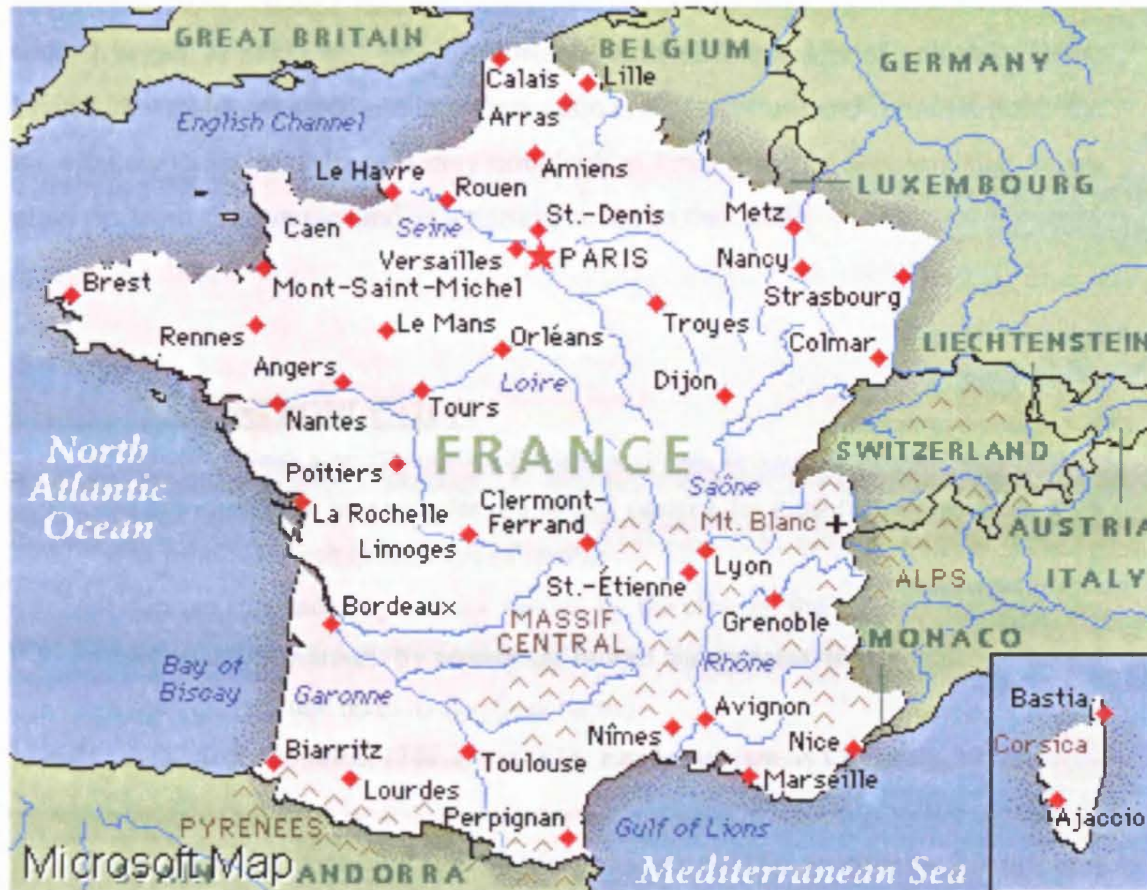 GREAT BRITAIN
BELGIUM
GERMANY
Calais
Lille
Arras
English Channel
Amiens
Le Havre
Rouen
LUXEMBOURG
St.-Denis
Metz
Caen
Seine
Versailles
PARIS
Nancy
Brest
Mont-Saint-Michel
Strasbourg
Rennes
Le Mans
Orléans
Troyes
Colmar
LIECHTENSTEIN
Angers
Loire
Dijon
Nantes
Tours
North
Atlantic
Ocean
FRANCE
SWITZERLAND
Poitiers
Saône
La Rochelle
Clermont-
Ferrand
Mt. Blanc
AUSTRIA
Limoges
Lyon
ALPS
ITALY
St.-Étienne
Bordeaux
MASSIF
CENTRAL
Grenoble
MONACO
Bay of
Biscay
Garonne
Rhône
Avignon
Bastia
Nîmes
Nice
Corsica
Biarritz
Toulouse
Marseille
Lourdes
Perpignan
Gulf of Lions
Ajaccio
PYRENEES
Microsoft Map
SPAIN
ANDORRA
Mediterranean Sea